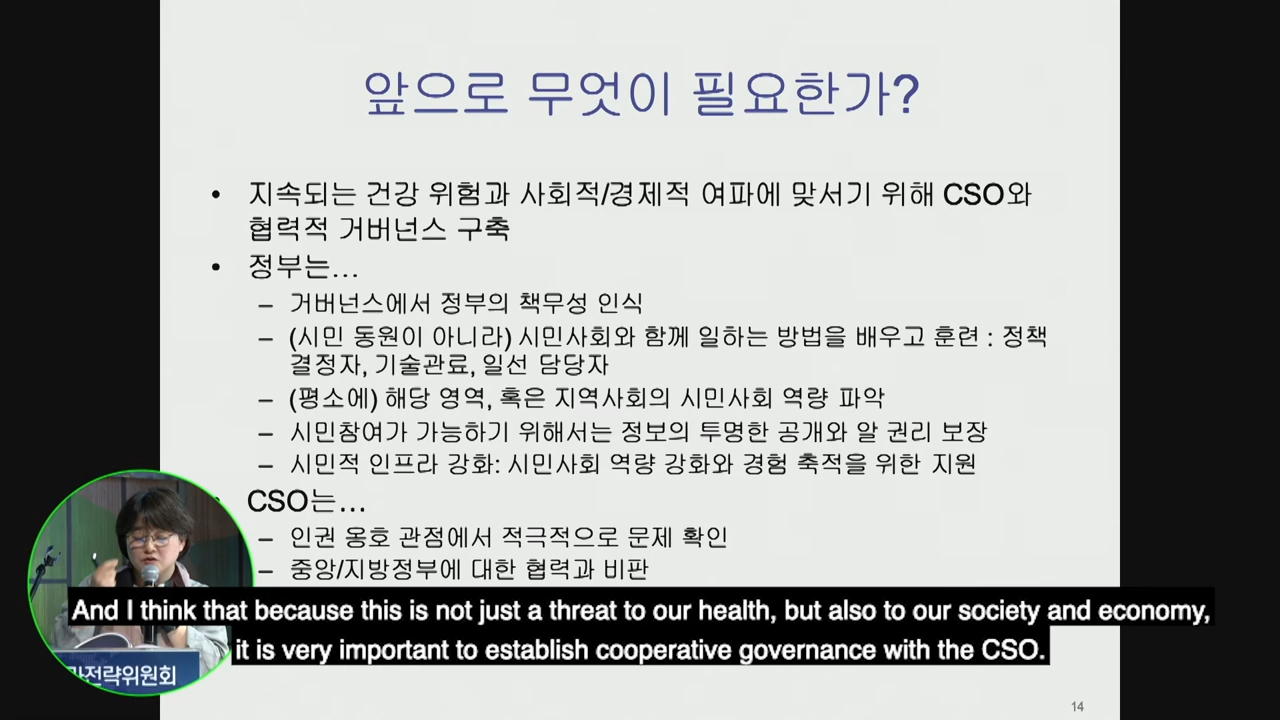 앞으로 무엇이 필요한가?
• 지속되는 건강 위험과 사회적/경제적 여파에 맞서기 위해 CSO와
협력적 거버넌스 구축
• 정부는…
– 거버넌스에서 정부의 책무성 인식
– (시민 동원이 아니라) 시민사회와 함께 일하는 방법을 배우고 훈련 : 정책
결정자, 기술관료, 일선 담당자
– (평소에) 해당 영역, 혹은 지역사회의 시민사회 역량 파악
– 시민참여가 가능하기 위해서는 정보의 투명한 공개와 알 권리 보장
– 시민적 인프라 강화: 시민사회 역량 강화와 경험 축적을 위한 지원
• CSO는…
– 인권 옹호 관점에서 적극적으로 문제 확인
– 중앙/지방정부에 대한 협력과 비판
And I think that because this is not just a threat to our health, but also to our society and economy,
it is very important to establish cooperative governance with the CSO.
전략위원회
14